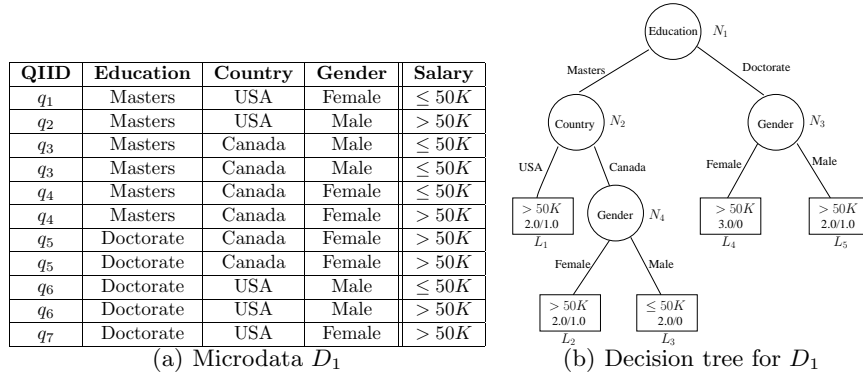 QIID Education Country Gender Salary
q1 Masters USA Female ≤ 50K
q2 Masters USA Male > 50K
q3 Masters Canada Male ≤ 50K
q3 Masters Canada Male ≤ 50K
q4 Masters Canada Female ≤ 50K
q4 Masters Canada Female > 50K
q5 Doctorate Canada Female > 50K
q5 Doctorate Canada Female > 50K
q6 Doctorate USA Male ≤ 50K
q6 Doctorate USA Male > 50K
q7 Doctorate USA Female > 50K
(a) Microdata D1
Education N1
Masters Doctorate
Country N2 Gender N3
USA Canada Female Male
> 50K
2.0/1.0
L1
Gender N4
> 50K
3.0/0
L4
> 50K
2.0/1.0
L5
Female Male
> 50K
2.0/1.0
L2
≤ 50K
2.0/0
L3
(b) Decision tree for D1